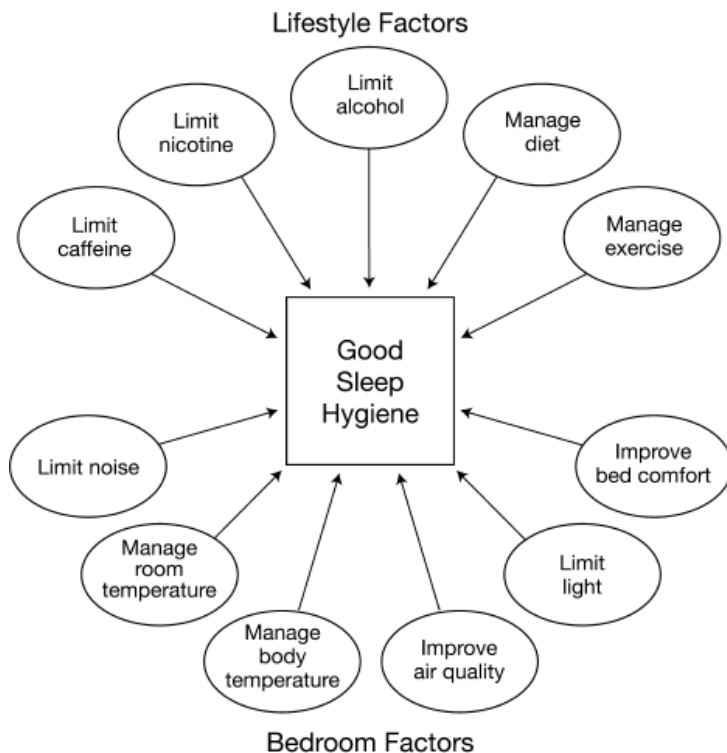 Lifestyle Factors
Limit
alcohol
Limit
nicotine
Manage
diet
Limit
caffeine
Manage
exercise
Good
Sleep
Hygiene
Limit noise
Improve
bed comfort
Manage
room
temperature
Limit
light
Manage
body
temperature
Improve
air quality
Bedroom Factors